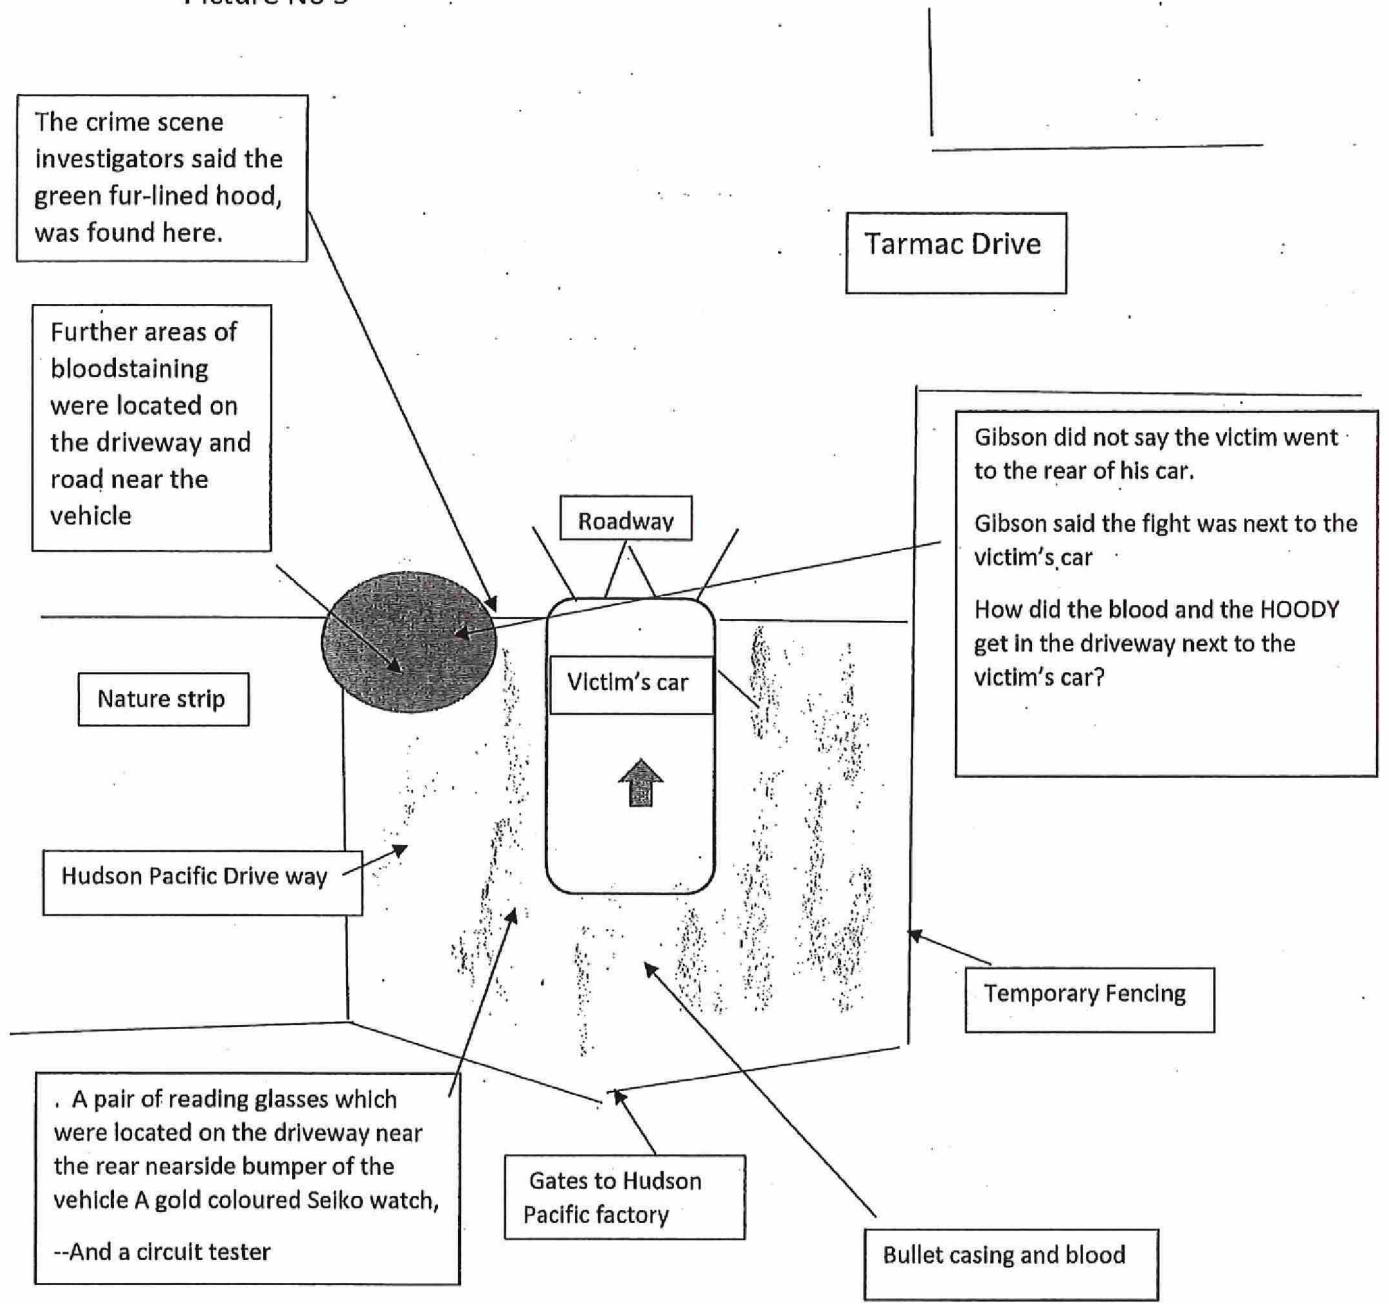 Picture No 3
The crime scene
investigators said the
green fur-lined hood,
was found here.
Tarmac Drive
Further areas of
bloodstaining
were located on
the driveway and
road near the
vehicle
Gibson did not say the victim went
to the rear of his car.
Gibson said the fight was next to the
victim's car
How did the blood and the HOODY
get in the driveway next to the
victim's car?
Roadway
Victim's car
Nature strip
Hudson Pacific Drive way
Temporary Fencing
. A pair of reading glasses which
were located on the driveway near
the rear nearside bumper of the
vehicle A gold coloured Seiko watch,
--And a circuit tester
Gates to Hudson
Pacific factory
Bullet casing and blood